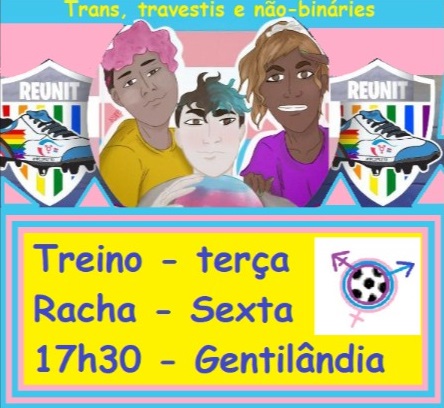 Trans, travestis e não-bináries
REUNIT
REUNIT
Treino - terça
Racha - Sexta
17h30 - Gentilândia